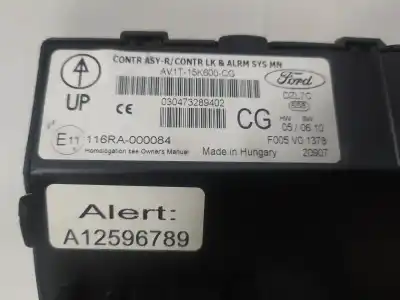 CONTR ASY-R/CONTR LK & ALRM SYS MN
AV1T-15K600-CG
Ford
UP
CE
030473289402
CG
HW SW
05 / 06.10
E11 116RA-000084
Homologation see Owners Manual
Made in Hungary
F005 V0 1378
20907
Alert:
A12596789